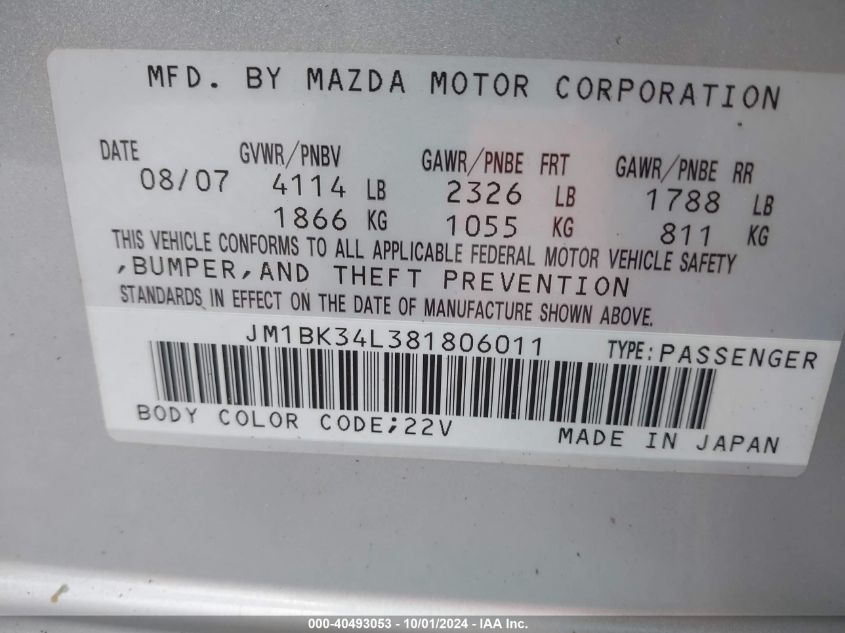 MFD. BY MAZDA MOTOR CORPORATION
DATE GVWR/PNBV GAWR/PNBE FRT GAWR/PNBE RR
08/07 4114 LB 2326 LB 1788 LB
1866 KG 1055 KG 811 KG
THIS VEHICLE CONFORMS TO ALL APPLICABLE FEDERAL MOTOR VEHICLE SAFETY
,BUMPER,AND THEFT PREVENTION
STANDARDS IN EFFECT ON THE DATE OF MANUFACTURE SHOWN ABOVE.
JM1BK34L381806011 TYPE:PASSENGER
BODY COLOR CODE;22V MADE IN JAPAN
000-40493053 - 10/01/2024 - IAA Inc.